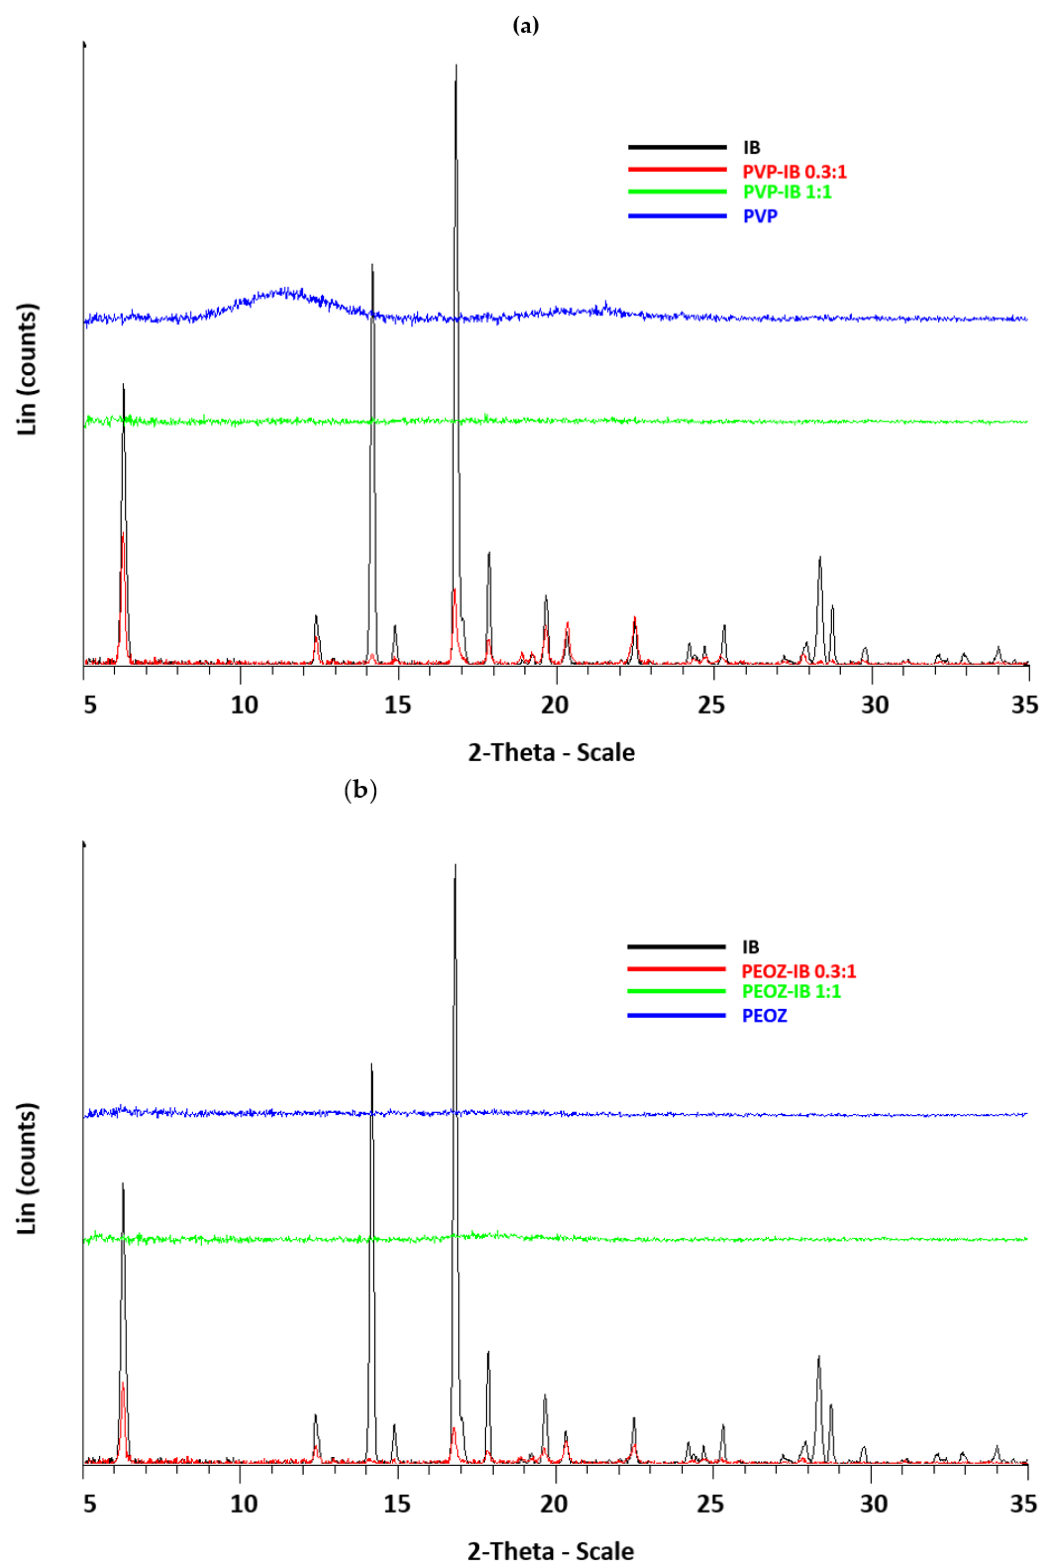 (a)
IB
PVP-IB 0.3:1
PVP-IB 1:1
PVP
Lin (counts)
5 10 15 20 25 30 35
2-Theta - Scale
(b)
IB
PEOZ-IB 0.3:1
PEOZ-IB 1:1
PEOZ
Lin (counts)
5 10 15 20 25 30 35
2-Theta - Scale